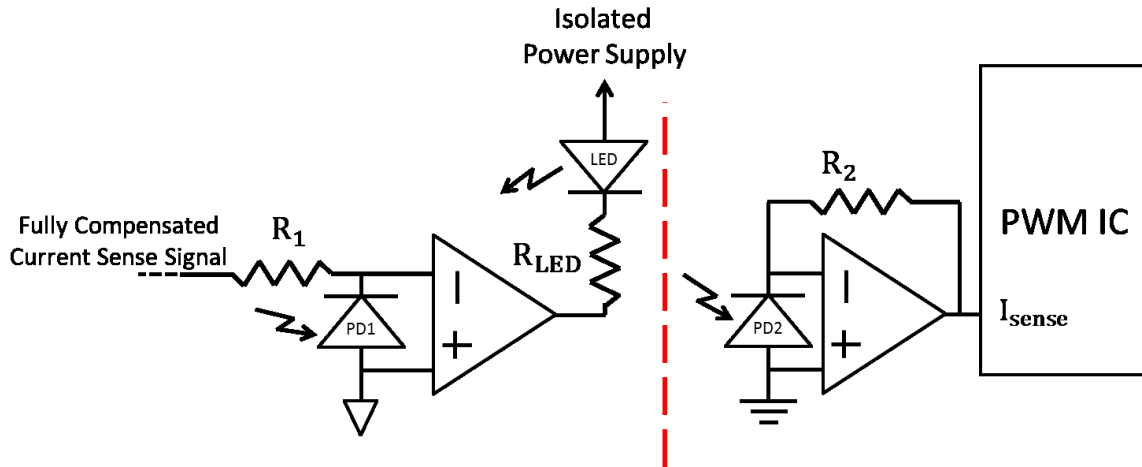 Isolated
Power Supply
LED
R2
PWM IC
Fully Compensated
Current Sense Signal
R1
RLED
PD1
PD2
Isense